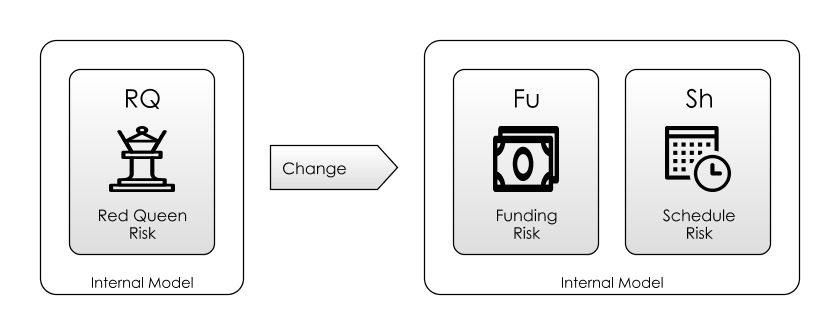 RQ
Red Queen
Risk
Internal Model
Change
Fu
Funding
Risk
Sh
Schedule
Risk
Internal Model